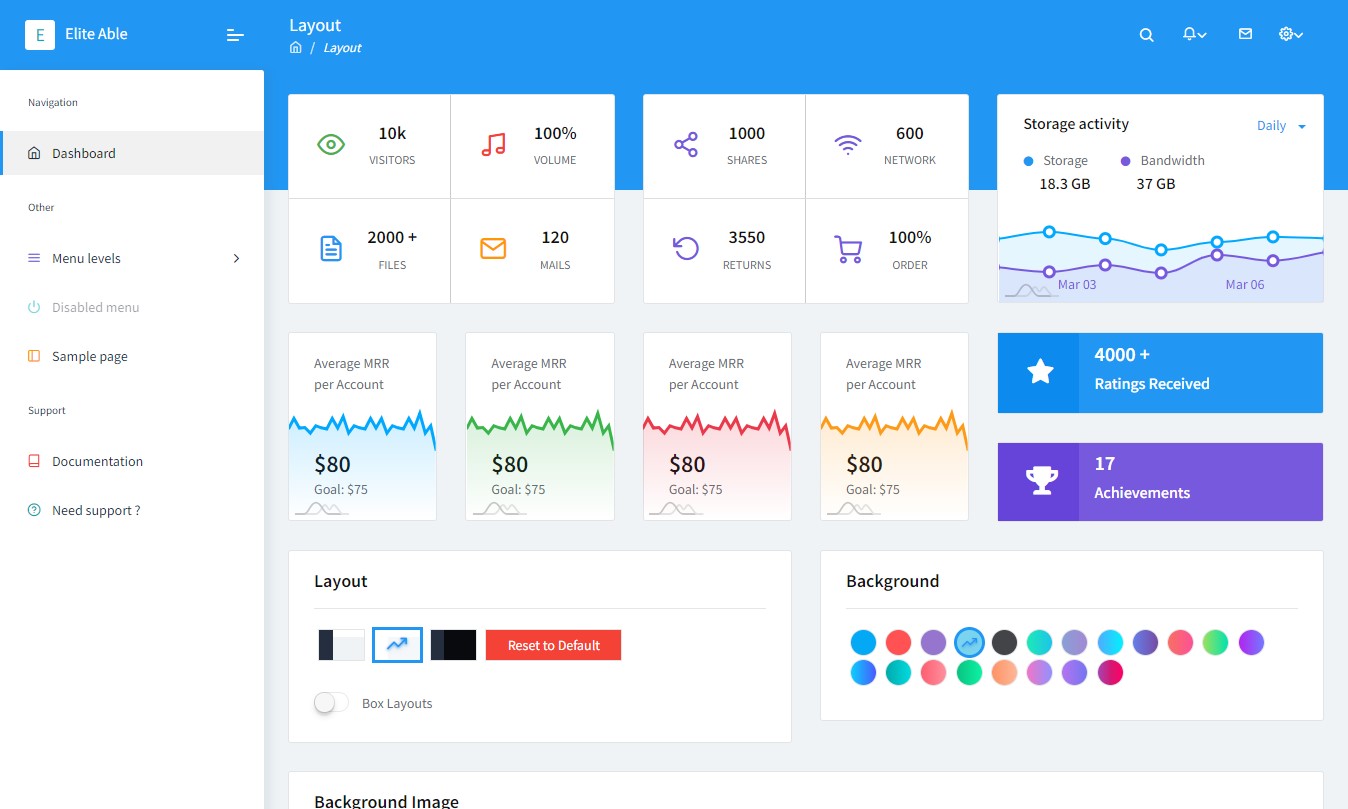 E Elite Able
Layout
/ Layout
Navigation
Dashboard
Other
Menu levels
Disabled menu
Sample page
Support
Documentation
Need support ?
10k
VISITORS
100%
VOLUME
2000 +
FILES
120
MAILS
1000
SHARES
600
NETWORK
3550
RETURNS
100%
ORDER
Storage activity
Daily
Storage
18.3 GB
Bandwidth
37 GB
Mar 03
Mar 06
Average MRR
per Account
$80
Goal: $75
Average MRR
per Account
$80
Goal: $75
Average MRR
per Account
$80
Goal: $75
Average MRR
per Account
$80
Goal: $75
4000 +
Ratings Received
17
Achievements
Layout
Reset to Default
Box Layouts
Background
Background Image